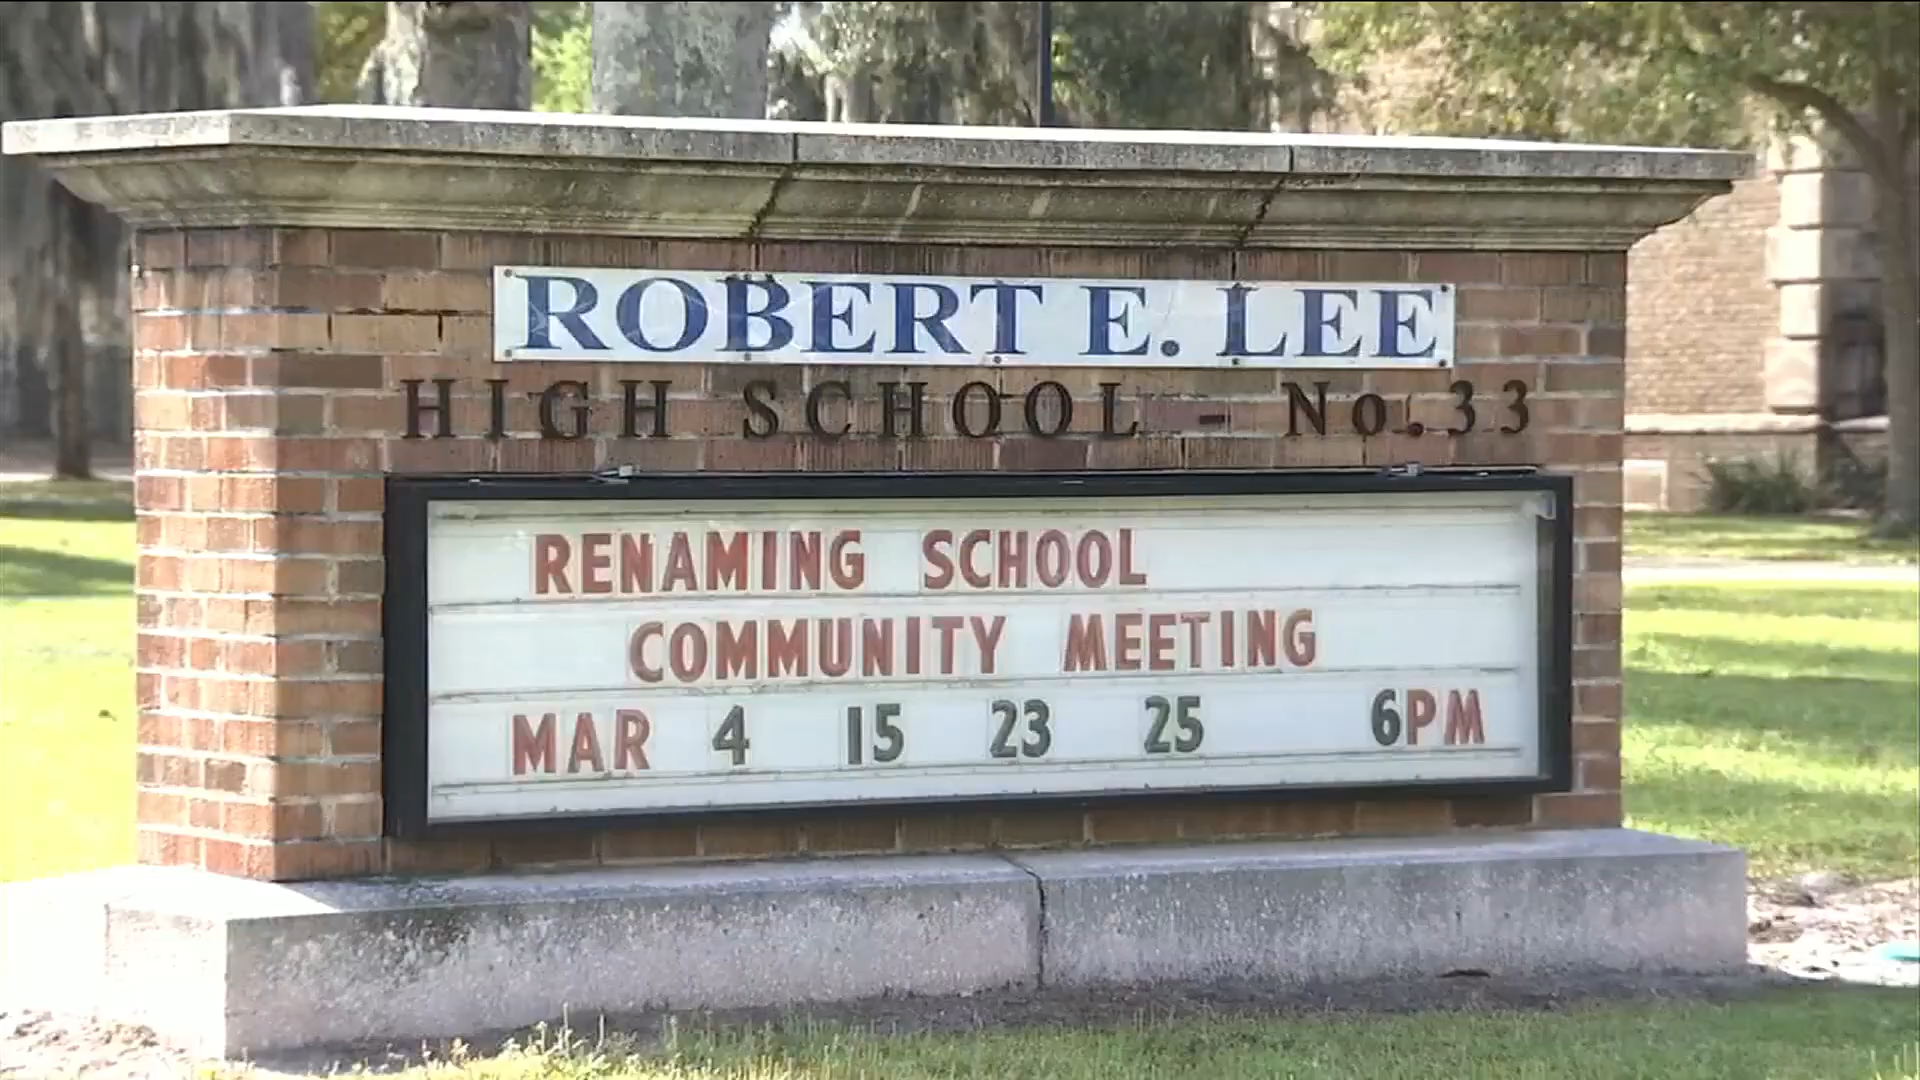 ROBERT E. LEE
HIGH SCHOOL - No. 33
RENAMING SCHOOL
COMMUNITY MEETING
MAR 4 15 23 25 6PM